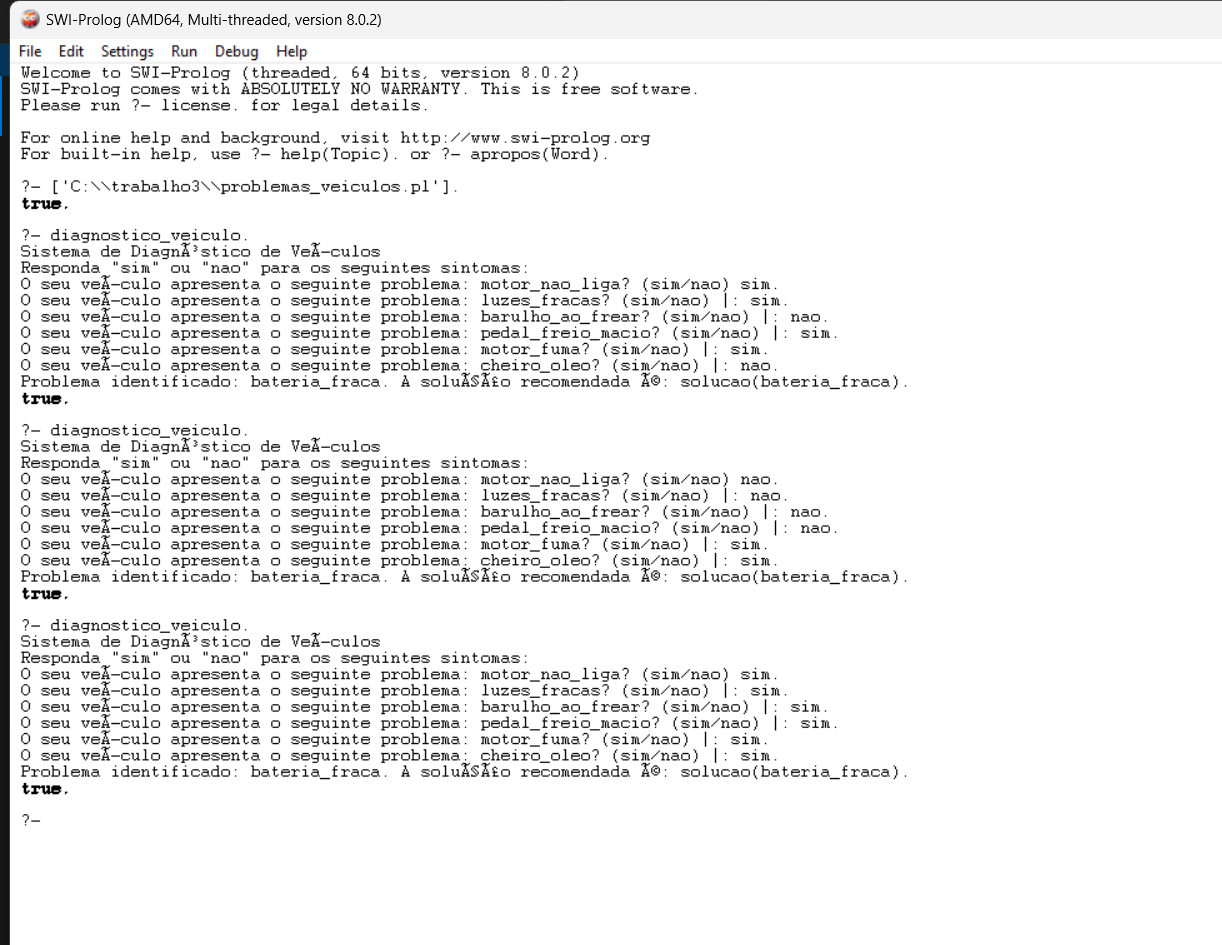 SWI-Prolog (AMD64, Multi-threaded, version 8.0.2)
File Edit Settings Run Debug Help
Welcome to SWI-Prolog (threaded, 64 bits, version 8.0.2)
SWI-Prolog comes with ABSOLUTELY NO WARRANTY. This is free software.
Please run ?- license. for legal details.
For online help and background, visit http://www.swi-prolog.org
For built-in help, use ?- help(Topic). or ?- apropos(Word).
?- ['C:\\trabalho3\\problemas_veiculos.pl'].
true.
?- diagnostico_veiculo.
Sistema de DiagnÃ³stico de VeÃ-culos
Responda "sim" ou "nao" para os seguintes sintomas:
O seu veÃ-culo apresenta o seguinte problema: motor_nao_liga? (sim/nao) sim.
O seu veÃ-culo apresenta o seguinte problema: luzes_fracas? (sim/nao) |: sim.
O seu veÃ-culo apresenta o seguinte problema: barulho_ao_frear? (sim/nao) |: nao.
O seu veÃ-culo apresenta o seguinte problema: pedal_freio_macio? (sim/nao) |: sim.
O seu veÃ-culo apresenta o seguinte problema: motor_fuma? (sim/nao) |: sim.
O seu veÃ-culo apresenta o seguinte problema: cheiro_oleo? (sim/nao) |: nao.
Problema identificado: bateria_fraca. A soluÃ§Ã£o recomendada Ã©: solucao(bateria_fraca).
true.
?- diagnostico_veiculo.
Sistema de DiagnÃ³stico de VeÃ-culos
Responda "sim" ou "nao" para os seguintes sintomas:
O seu veÃ-culo apresenta o seguinte problema: motor_nao_liga? (sim/nao) nao.
O seu veÃ-culo apresenta o seguinte problema: luzes_fracas? (sim/nao) |: nao.
O seu veÃ-culo apresenta o seguinte problema: barulho_ao_frear? (sim/nao) |: nao.
O seu veÃ-culo apresenta o seguinte problema: pedal_freio_macio? (sim/nao) |: nao.
O seu veÃ-culo apresenta o seguinte problema: motor_fuma? (sim/nao) |: sim.
O seu veÃ-culo apresenta o seguinte problema: cheiro_oleo? (sim/nao) |: sim.
Problema identificado: bateria_fraca. A soluÃ§Ã£o recomendada Ã©: solucao(bateria_fraca).
true.
?- diagnostico_veiculo.
Sistema de DiagnÃ³stico de VeÃ-culos
Responda "sim" ou "nao" para os seguintes sintomas:
O seu veÃ-culo apresenta o seguinte problema: motor_nao_liga? (sim/nao) sim.
O seu veÃ-culo apresenta o seguinte problema: luzes_fracas? (sim/nao) |: sim.
O seu veÃ-culo apresenta o seguinte problema: barulho_ao_frear? (sim/nao) |: sim.
O seu veÃ-culo apresenta o seguinte problema: pedal_freio_macio? (sim/nao) |: sim.
O seu veÃ-culo apresenta o seguinte problema: motor_fuma? (sim/nao) |: sim.
O seu veÃ-culo apresenta o seguinte problema: cheiro_oleo? (sim/nao) |: sim.
Problema identificado: bateria_fraca. A soluÃ§Ã£o recomendada Ã©: solucao(bateria_fraca).
true.
?-